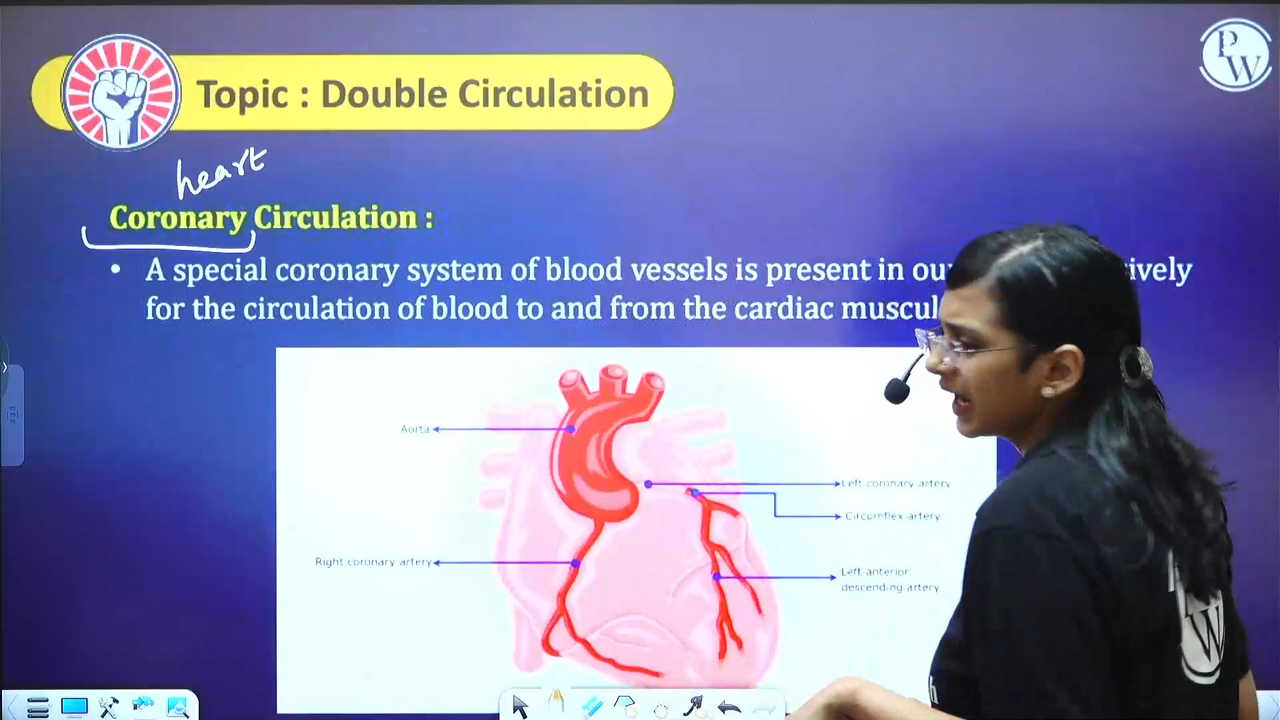 PW
Topic : Double Circulation
heart
Coronary Circulation :
• A special coronary system of blood vessels is present in our
for the circulation of blood to and from the cardiac
Aorta
Left coronary artery
Circumflex artery
Right coronary artery
Left anterior
descending artery
W